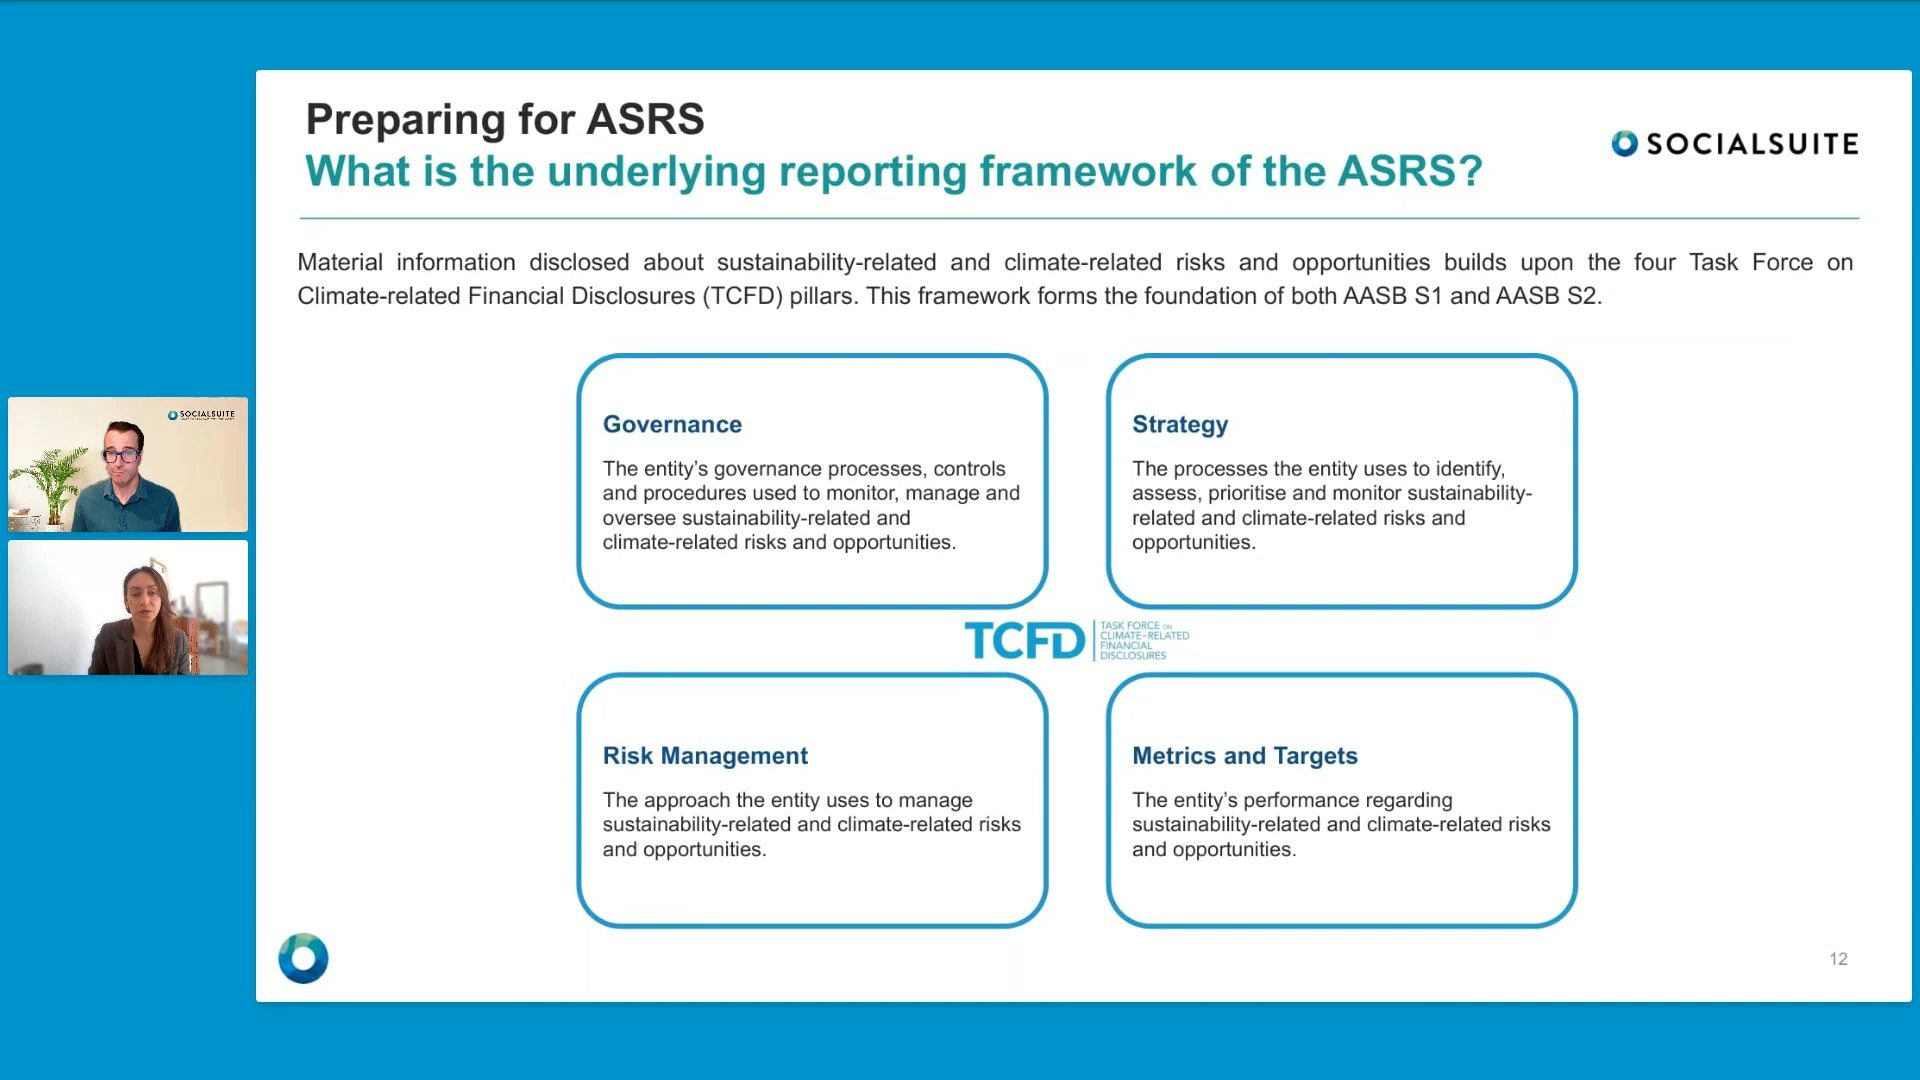 Preparing for ASRS
What is the underlying reporting framework of the ASRS?
SOCIALSUITE
Material information disclosed about sustainability-related and climate-related risks and opportunities builds upon the four Task Force on
Climate-related Financial Disclosures (TCFD) pillars. This framework forms the foundation of both AASB S1 and AASB S2.
Governance
The entity’s governance processes, controls
and procedures used to monitor, manage and
oversee sustainability-related and
climate-related risks and opportunities.
Strategy
The processes the entity uses to identify,
assess, prioritise and monitor sustainability-
related and climate-related risks and
opportunities.
SOCIALSUITE
TCFD
TASK FORCE ON
CLIMATE-RELATED
FINANCIAL
DISCLOSURES
Risk Management
The approach the entity uses to manage
sustainability-related and climate-related risks
and opportunities.
Metrics and Targets
The entity’s performance regarding
sustainability-related and climate-related risks
and opportunities.
12